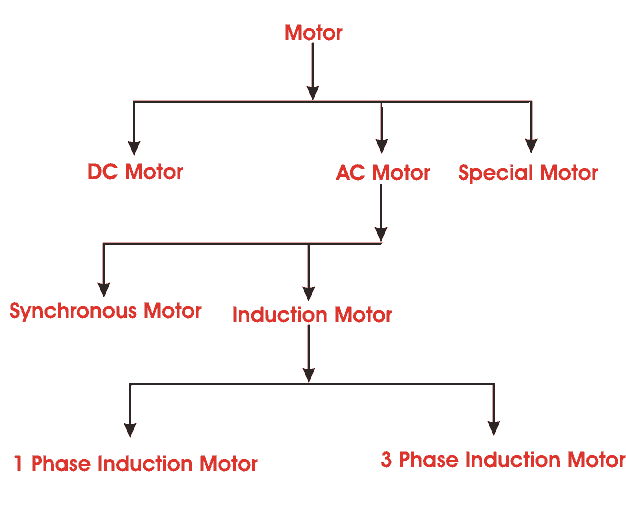 Motor
DC Motor
AC Motor
Special Motor
Synchronous Motor
Induction Motor
1 Phase Induction Motor
3 Phase Induction Motor